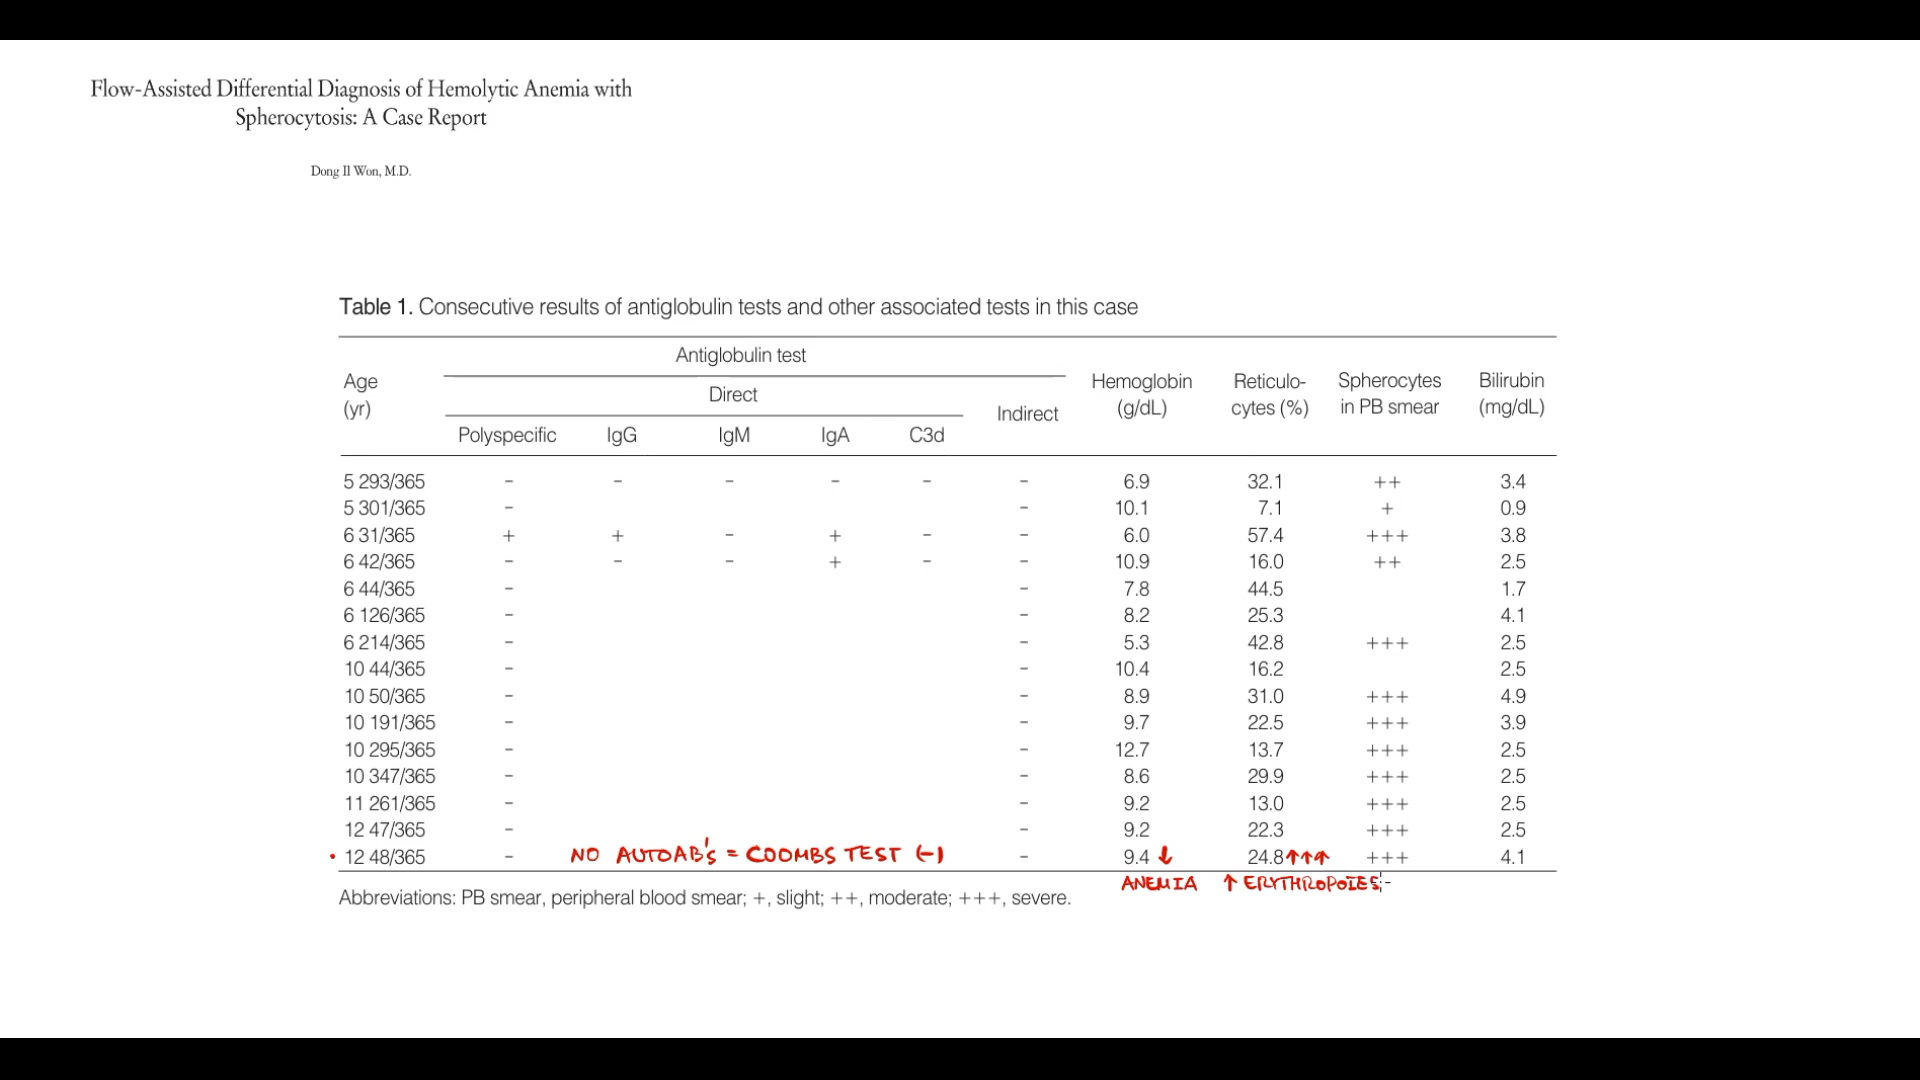 Flow-Assisted Differential Diagnosis of Hemolytic Anemia with
Spherocytosis: A Case Report
Dong Il Won, M.D.
Table 1. Consecutive results of antiglobulin tests and other associated tests in this case
Age (yr) Antiglobulin test Hemoglobin (g/dL) Reticulo-cytes (%) Spherocytes in PB smear Bilirubin (mg/dL)
Direct Indirect
Polyspecific IgG IgM IgA C3d
5 293/365 - - - - - - 6.9 32.1 ++ 3.4
5 301/365 - - 10.1 7.1 + 0.9
6 31/365 + + - + - - 6.0 57.4 +++ 3.8
6 42/365 - - - + - - 10.9 16.0 ++ 2.5
6 44/365 - - 7.8 44.5 1.7
6 126/365 - - 8.2 25.3 4.1
6 214/365 - - 5.3 42.8 +++ 2.5
10 44/365 - - 10.4 16.2 2.5
10 50/365 - - 8.9 31.0 +++ 4.9
10 191/365 - - 9.7 22.5 +++ 3.9
10 295/365 - - 12.7 13.7 +++ 2.5
10 347/365 - - 8.6 29.9 +++ 2.5
11 261/365 - - 9.2 13.0 +++ 2.5
12 47/365 - - 9.2 22.3 +++ 2.5
• 12 48/365 - NO AUTOAB's = COOMBS TEST (-) - 9.4 ↓ 24.8 ↑↑↑ +++ 4.1
ANEMIA ↑ ERYTHROPOIES
Abbreviations: PB smear, peripheral blood smear; +, slight; ++, moderate; +++, severe.